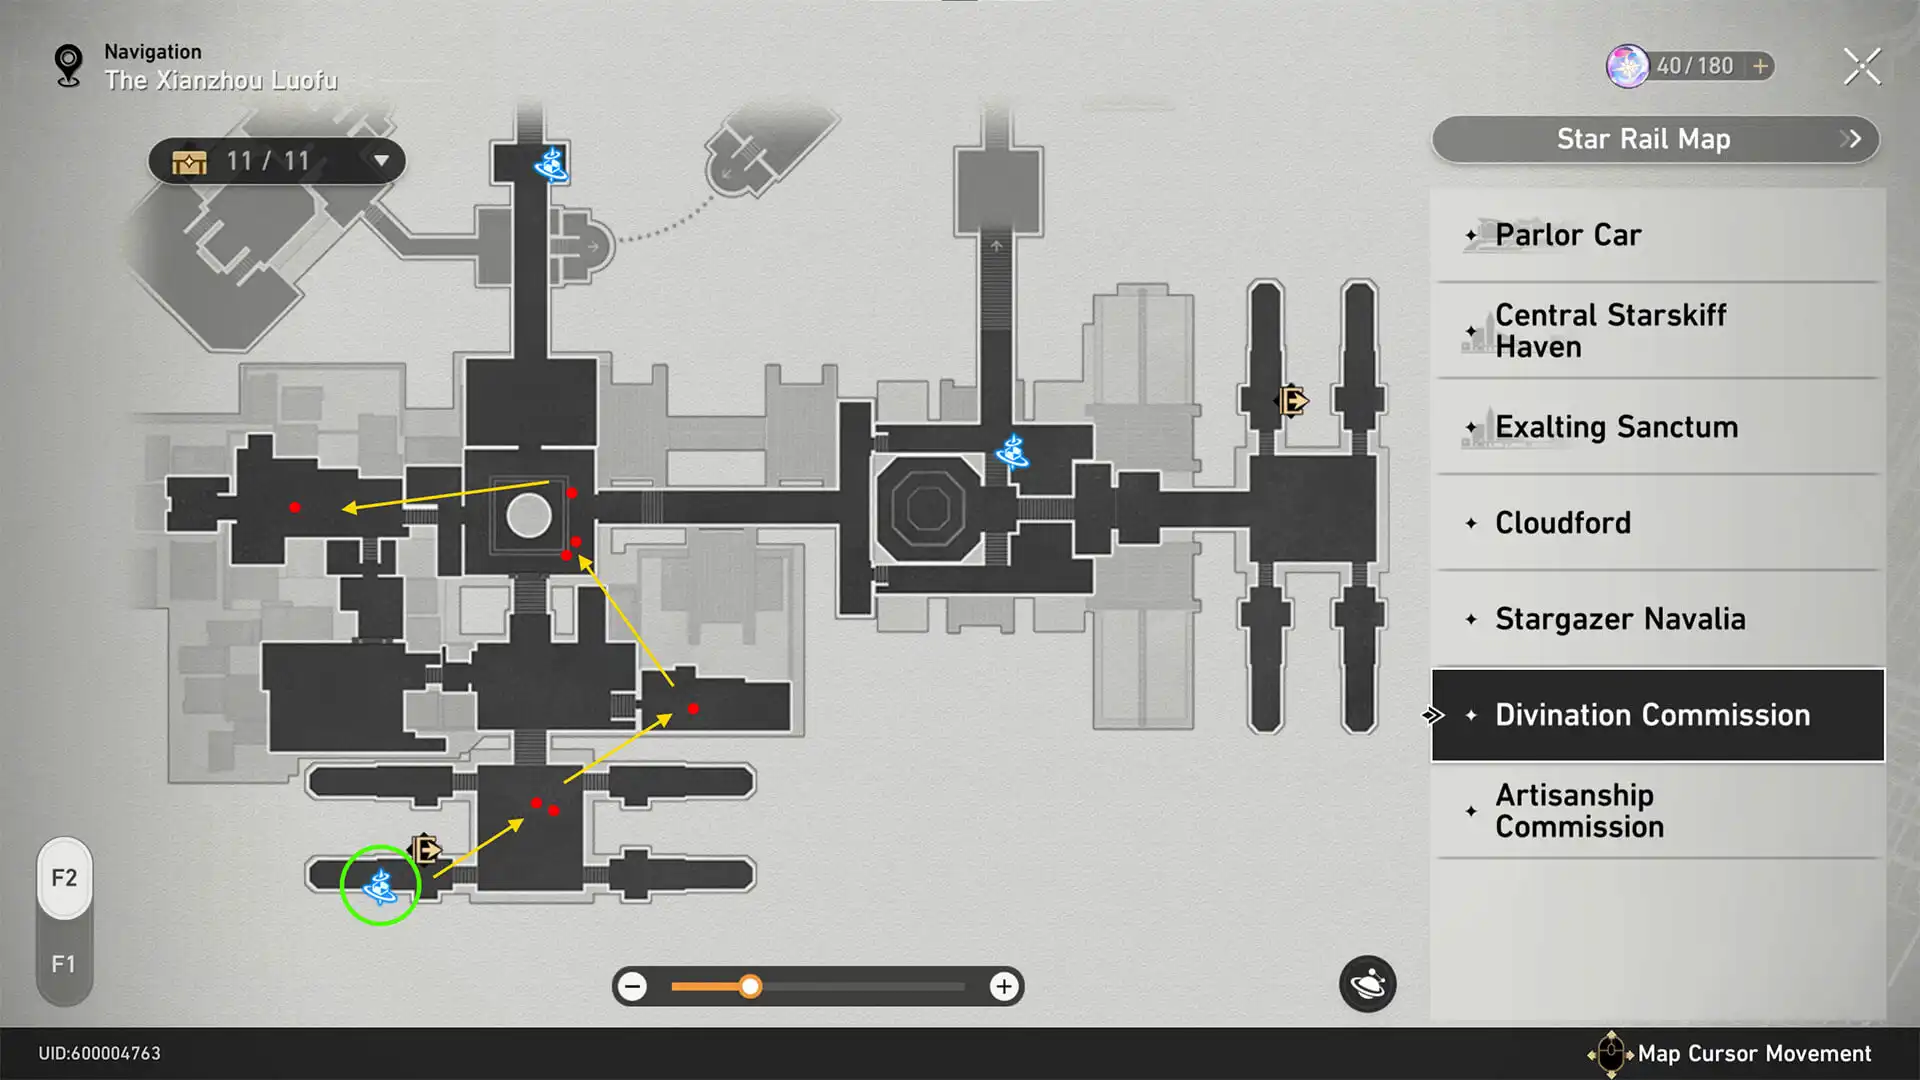 Navigation
The Xianzhou Luofu
40/180
11 / 11
Star Rail Map
Parlor Car
Central Starskiff
Haven
Exalting Sanctum
Cloudford
Stargazer Navalia
Divination Commission
Artisanship
Commission
F2
F1
UID:600004763
Map Cursor Movement